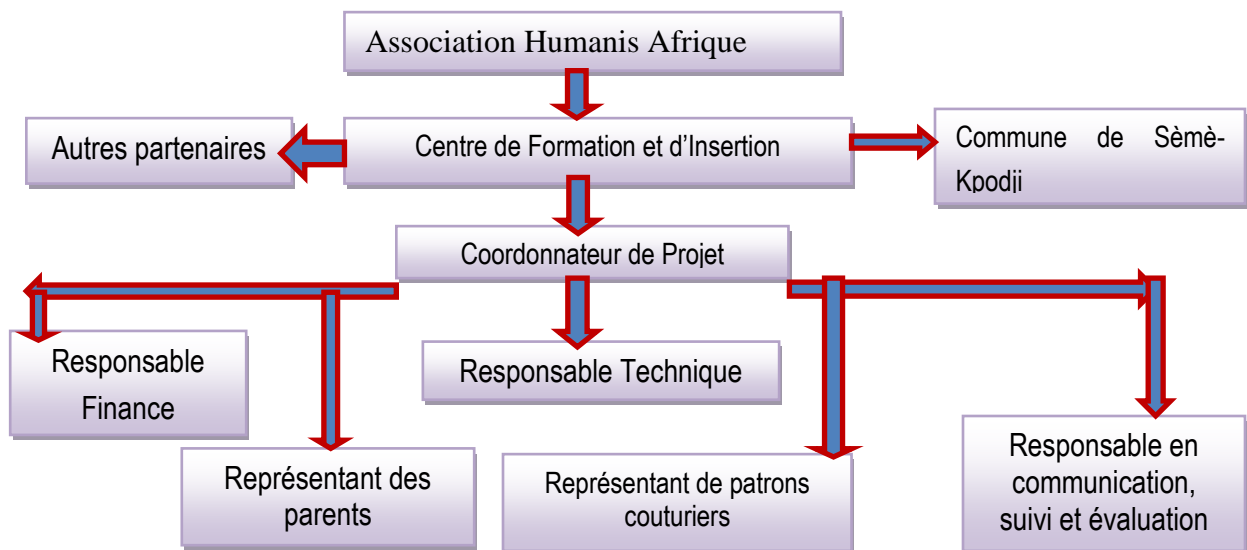 Association Humanis Afrique
Autres partenaires
Centre de Formation et d'Insertion
Commune de Sèmè-
Kpodji
Coordonnateur de Projet
Responsable
Finance
Responsable Technique
Représentant des
parents
Représentant de patrons
couturiers
Responsable en
communication,
suivi et évaluation